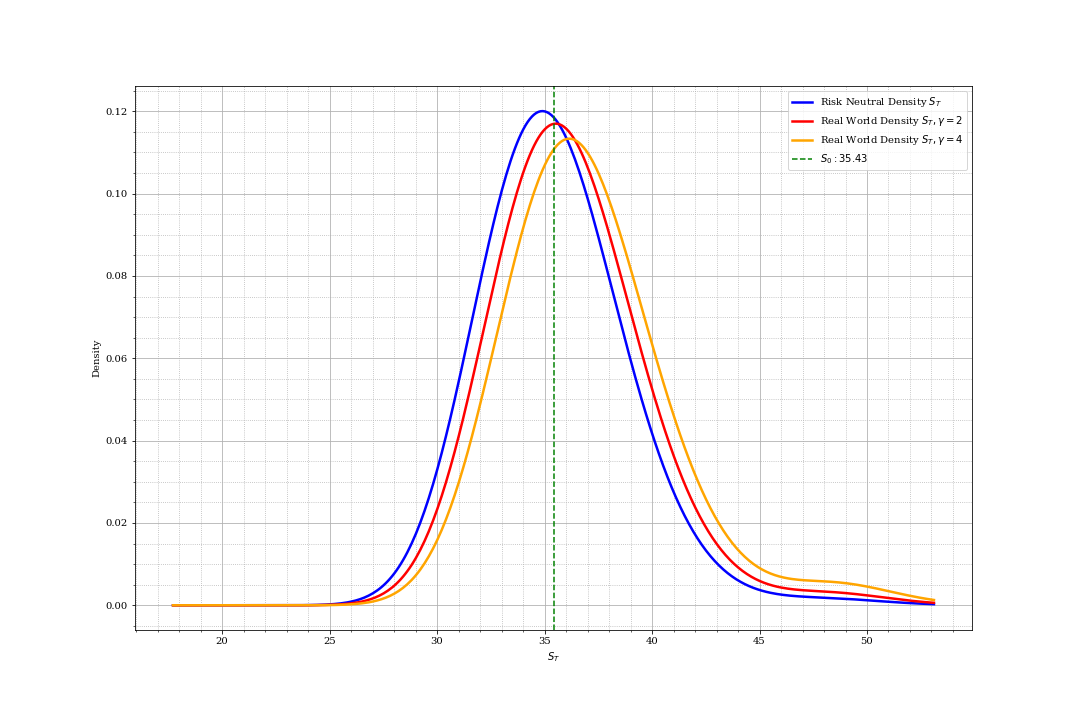 0.12
0.10
0.08
0.06
0.04
0.02
0.00
Density
20
25
30
35
40
45
50
$S_T$
Risk Neutral Density $S_T$
Real World Density $S_T, \gamma = 2$
Real World Density $S_T, \gamma = 4$
$S_0 : 35.43$